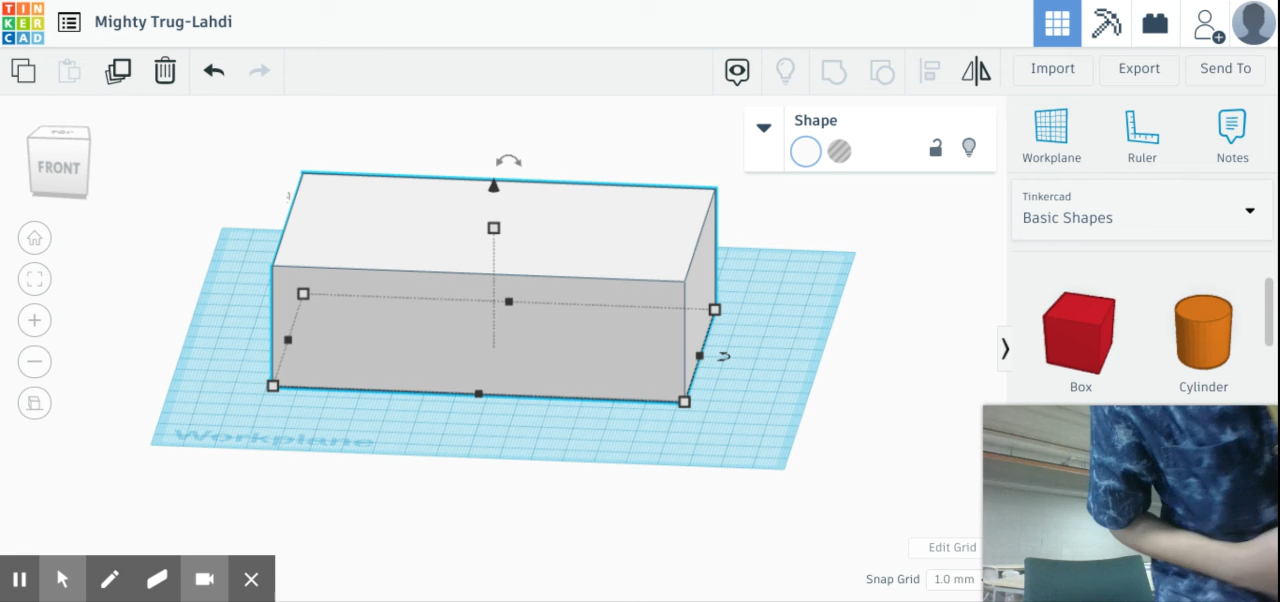 TIN
KER
CAD
Mighty Trug-Lahdi
Import
Export
Send To
TOP
FRONT
Shape
Workplane
Ruler
Notes
Tinkercad
Basic Shapes
Box
Cylinder
Workplane
Edit Grid
Snap Grid
1.0 mm